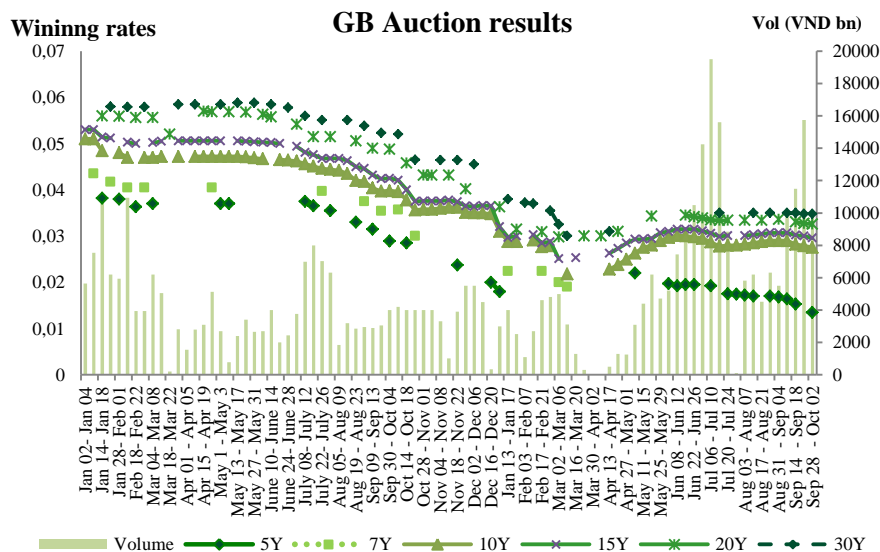 GB Auction results
Wininng rates
Vol (VND bn)
0,07
0,06
0,05
0,04
0,03
0,02
0,01
0
20000
18000
16000
14000
12000
10000
8000
6000
4000
2000
0
Jan 02- Jan 04
Jan 14- Jan 18
Jan 28- Feb 01
Feb 18- Feb 22
Mar 04- Mar 08
Mar 18- Mar 22
Apr 01 - Apr 05
Apr 15 - Apr 19
May 1 - May 3
May 13 - May 17
May 27 - May 31
June 10- June 14
June 24- June 28
July 08- July 12
July 22- July 26
Aug 05- Aug 09
Aug 19 - Aug 23
Sep 09 - Sep 13
Sep 30 - Oct 04
Oct 14 - Oct 18
Oct 28 - Nov 01
Nov 04 - Nov 08
Nov 18 - Nov 22
Dec 02 - Dec 06
Dec 16 - Dec 20
Jan 13 - Jan 17
Feb 03 - Feb 07
Feb 17 - Feb 21
Mar 02 - Mar 06
Mar 16 - Mar 20
Mar 30 - Apr 02
Apr 13 - Apr 17
Apr 27 - May 01
May 11 - May 15
May 25 - May 29
Jun 08 - Jun 12
Jun 22 - Jun 26
Jul 06 - Jul 10
Jul 20 - Jul 24
Aug 03 - Aug 07
Aug 17 - Aug 21
Aug 31 - Sep 04
Sep 14 - Sep 18
Sep 28 - Oct 02
Volume
5Y
7Y
10Y
15Y
20Y
30Y